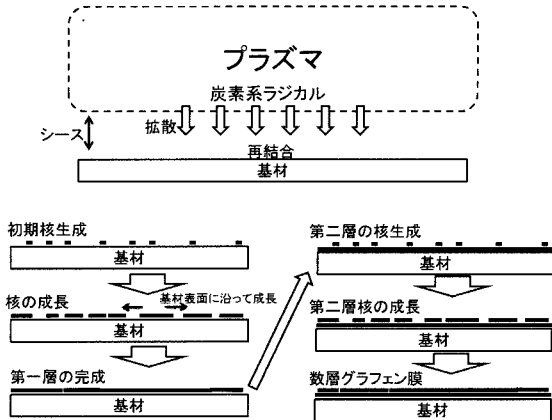 プラズマ
炭素系ラジカル
拡散
シース
再結合
基材
初期核生成
基材
核の成長
基材表面に沿って成長
基材
第一層の完成
基材
第二層の核生成
基材
第二層核の成長
基材
数層グラフェン膜
基材